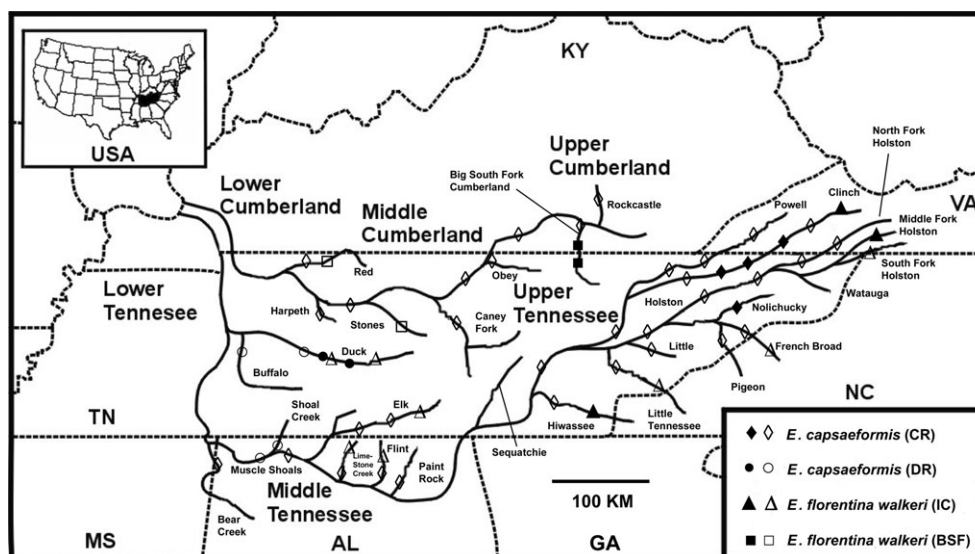 USA
KY
VA
TN
NC
MS
AL
GA
Lower
Cumberland
Middle
Cumberland
Upper
Cumberland
Lower
Tennesee
Upper
Tennessee
Middle
Tennessee
Big South Fork
Cumberland
Rockcastle
North Fork
Holston
Clinch
Powell
Middle Fork
Holston
South Fork
Holston
Watauga
Red
Obey
Harpeth
Stones
Caney
Fork
Holston
Nolichucky
Duck
Little
French Broad
Buffalo
Pigeon
Shoal
Creek
Elk
Little
Tennessee
Hiwassee
Sequatchie
Muscle Shoals
Lime-
Stone
Creek
Flint
Paint
Rock
Bear
Creek
100 KM
E. capsaeformis (CR)
E. capsaeformis (DR)
E. florentina walkeri (IC)
E. florentina walkeri (BSF)